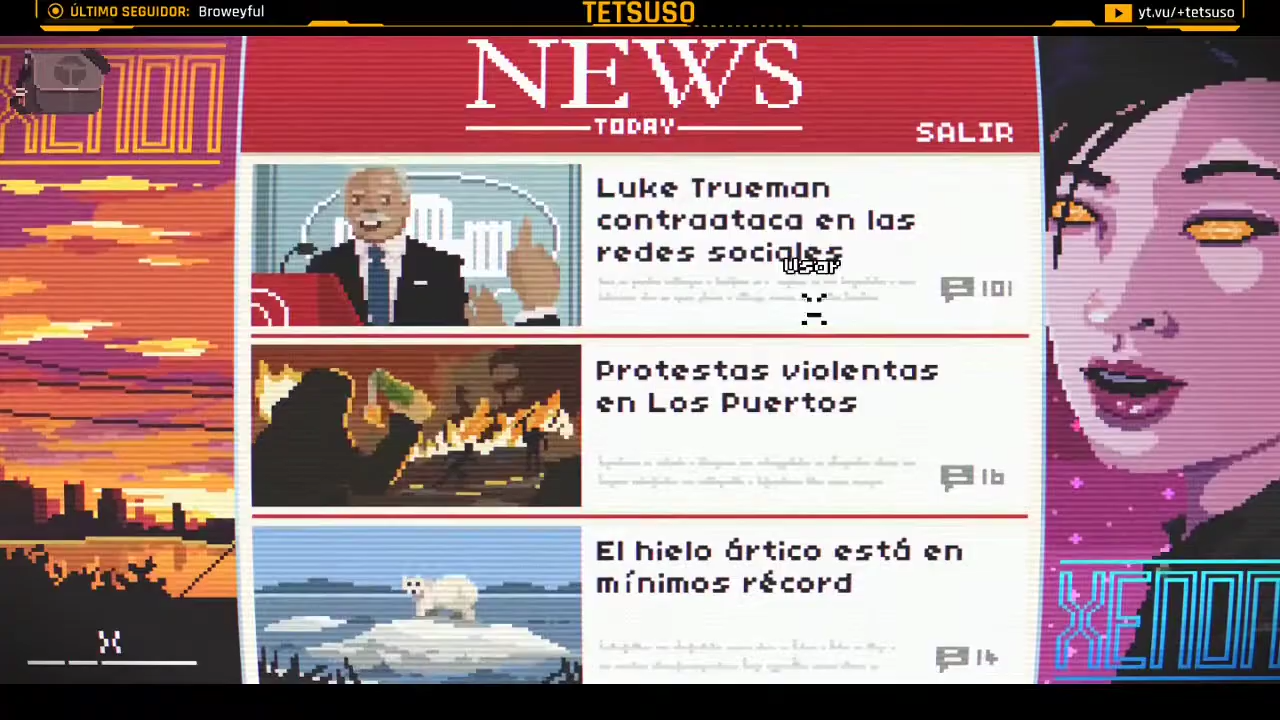 ÚLTIMO SEGUIDOR: Broweyful
TETSUSO
yt.vu/+tetsuso
XENON
NEWS
TODAY
SALIR
Luke Trueman
contraataca en las
redes sociales
Usar
101
Protestas violentas
en Los Puertos
16
El hielo ártico está en
mínimos récord
14
X
XENON